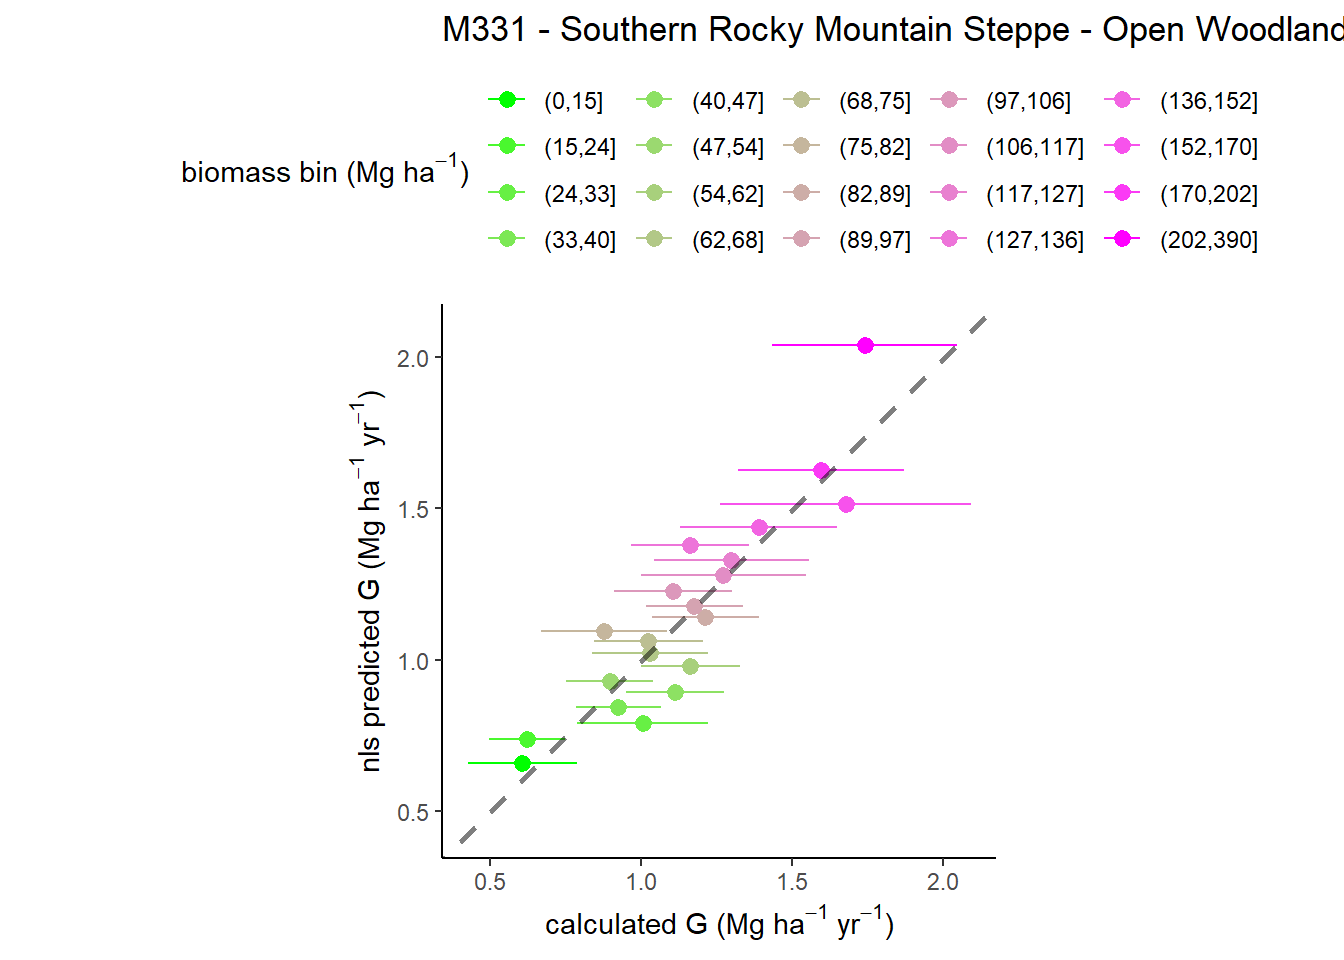 M331 - Southern Rocky Mountain Steppe - Open Woodland
biomass bin (Mg ha⁻¹)
(0,15] (40,47] (68,75] (97,106] (136,152]
(15,24] (47,54] (75,82] (106,117] (152,170]
(24,33] (54,62] (82,89] (117,127] (170,202]
(33,40] (62,68] (89,97] (127,136] (202,390]
nls predicted G (Mg ha⁻¹ yr⁻¹)
2.0
1.5
1.0
0.5
0.5 1.0 1.5 2.0
calculated G (Mg ha⁻¹ yr⁻¹)